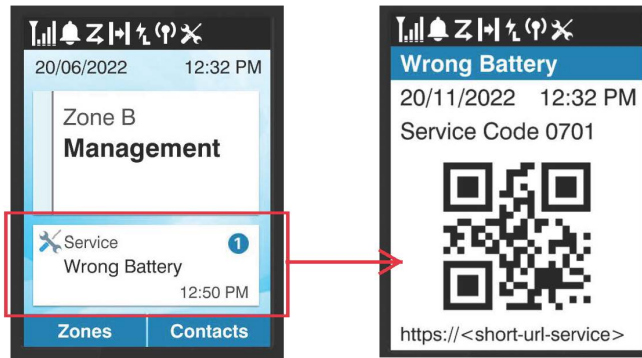 20/06/2022 12:32 PM
Zone B
Management
Service 1
Wrong Battery
12:50 PM
Zones Contacts
Wrong Battery
20/11/2022 12:32 PM
Service Code 0701
https://<short-url-service>